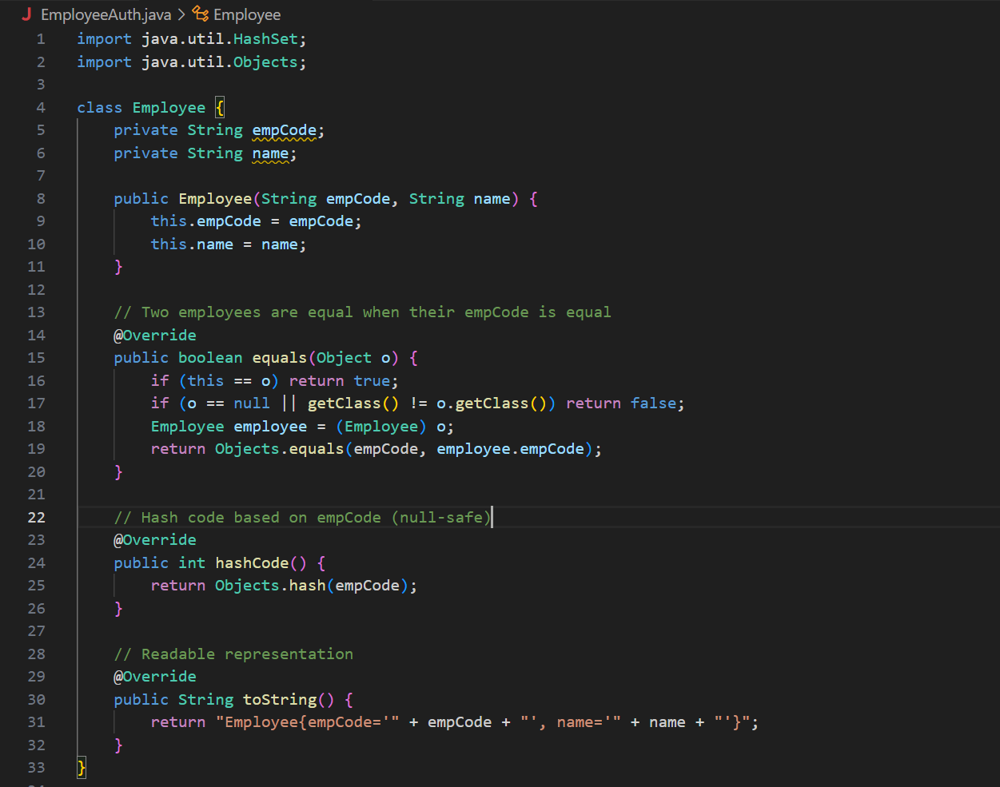 EmployeeAuth.java > Employee
1 import java.util.HashSet;
2 import java.util.Objects;
3
4 class Employee {
5     private String empCode;
6     private String name;
7
8     public Employee(String empCode, String name) {
9         this.empCode = empCode;
10         this.name = name;
11     }
12
13     // Two employees are equal when their empCode is equal
14     @Override
15     public boolean equals(Object o) {
16         if (this == o) return true;
17         if (o == null || getClass() != o.getClass()) return false;
18         Employee employee = (Employee) o;
19         return Objects.equals(empCode, employee.empCode);
20     }
21
22     // Hash code based on empCode (null-safe)
23     @Override
24     public int hashCode() {
25         return Objects.hash(empCode);
26     }
27
28     // Readable representation
29     @Override
30     public String toString() {
31         return "Employee{empCode='" + empCode + "', name='" + name + "'}";
32     }
33 }